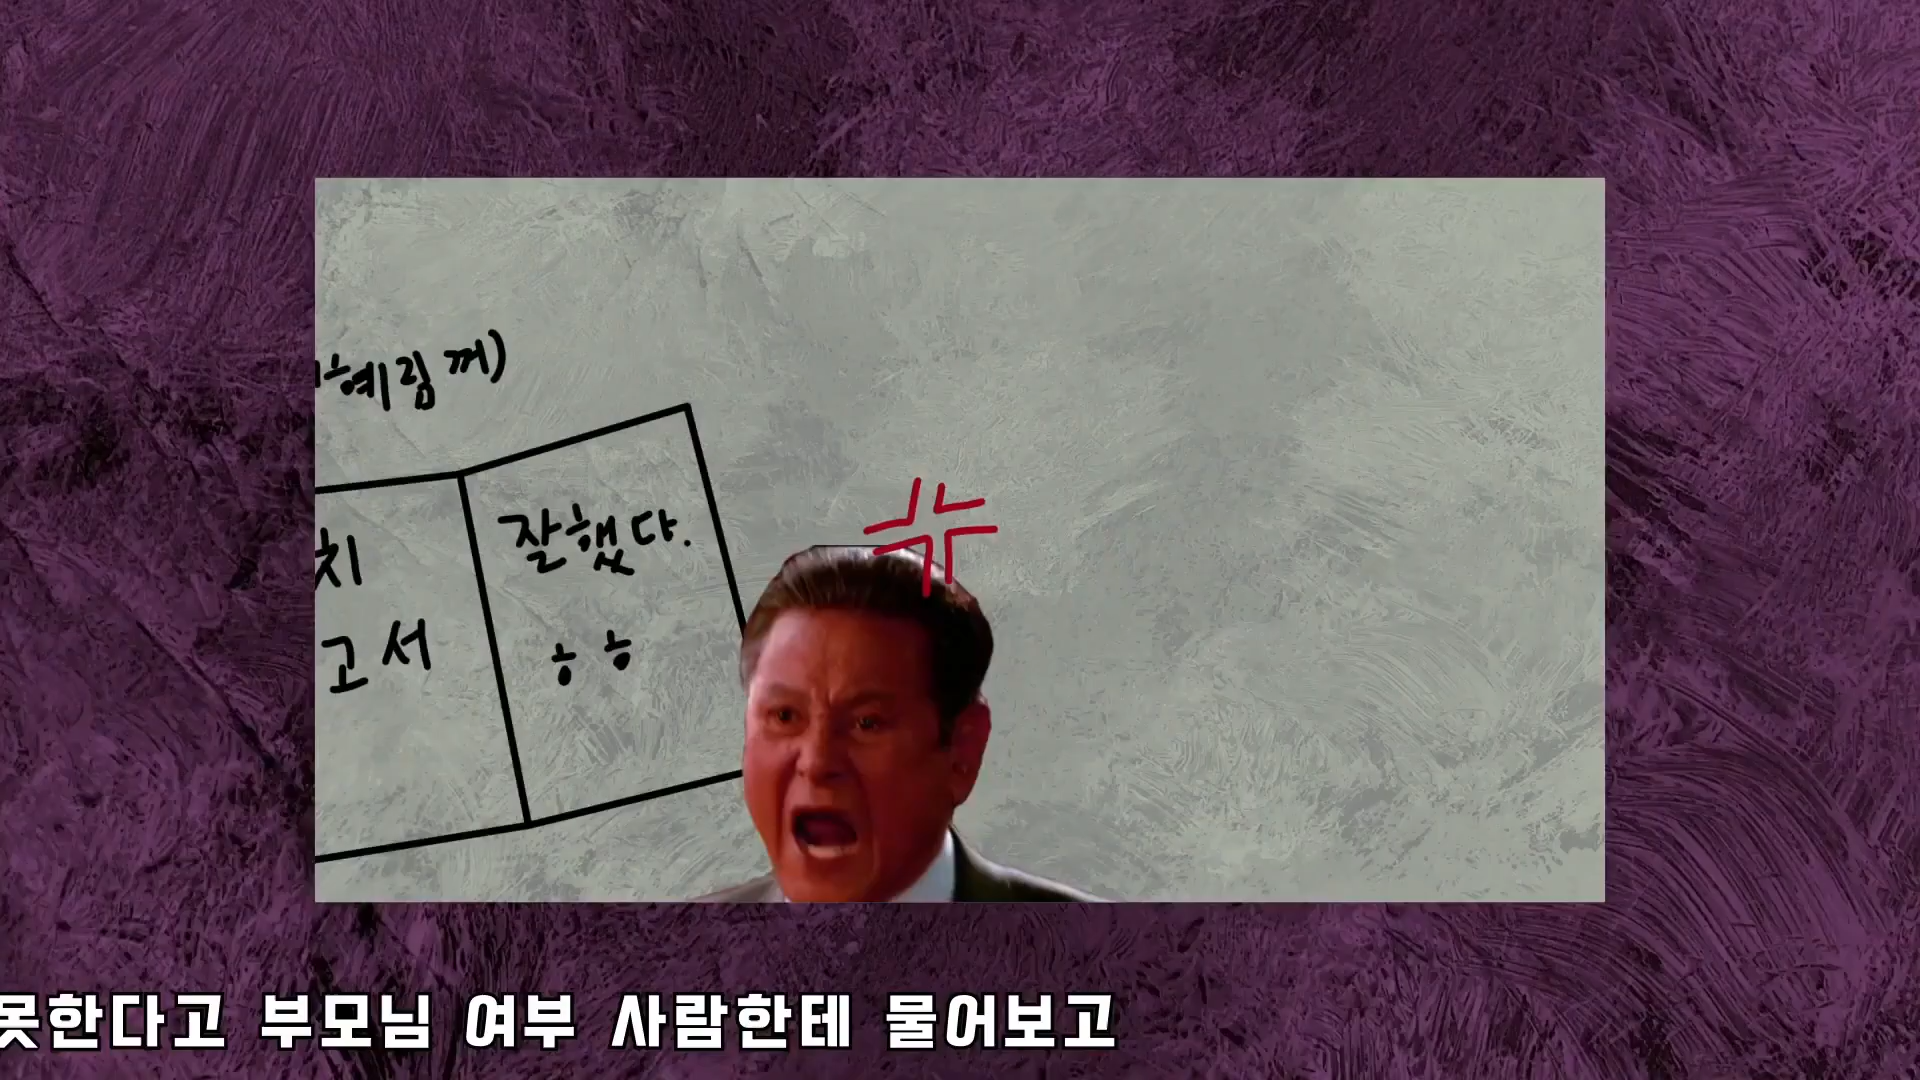 혜림 꺼)
치
고서
잘했다.
ㅎㅎ
못한다고 부모님 여부 사람한테 물어보고